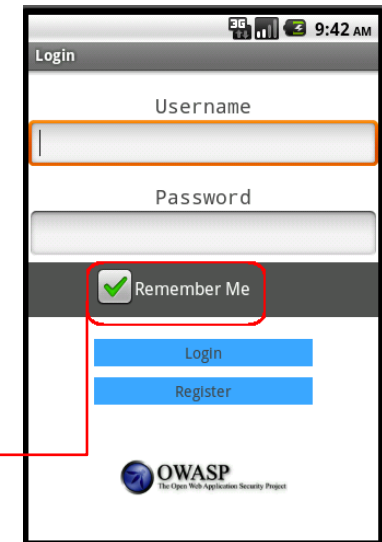 3G 9:42 AM
Login
Username
Password
Remember Me
Login
Register
OWASP
The Open Web Application Security Project